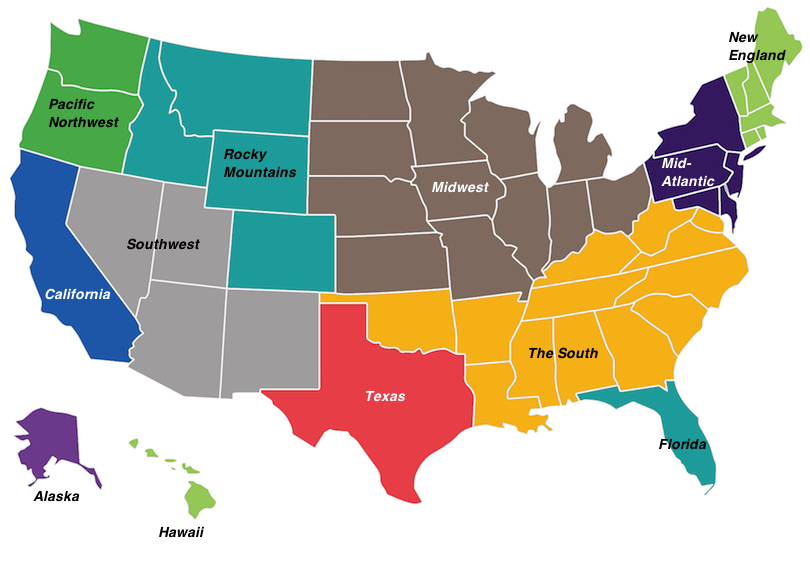 New
England
Pacific
Northwest
Rocky
Mountains
Mid-
Atlantic
Midwest
Southwest
California
The South
Texas
Florida
Alaska
Hawaii